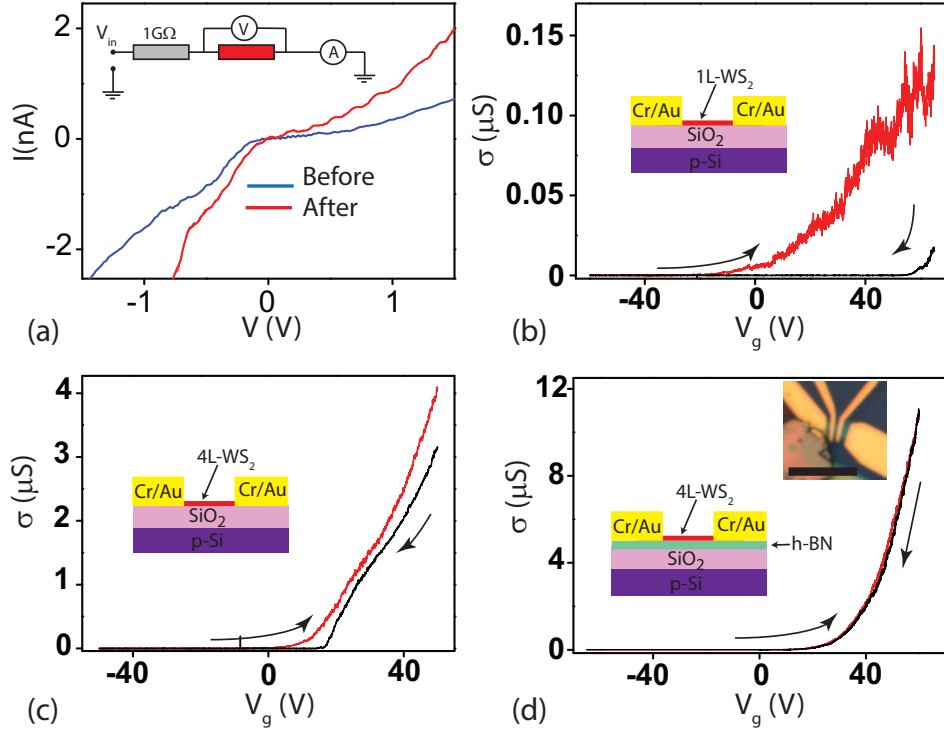 V_in
1GΩ
V
A
2
0
-2
I(nA)
Before
After
-1
0
1
V (V)
(a)
0.15
0.10
0.05
0
σ (µS)
1L-WS₂
Cr/Au
Cr/Au
SiO₂
p-Si
-40
0
40
V_g (V)
(b)
4
3
2
1
0
σ (µS)
4L-WS₂
Cr/Au
Cr/Au
SiO₂
p-Si
-40
0
40
V_g (V)
(c)
12
8
4
0
σ (µS)
4L-WS₂
Cr/Au
Cr/Au
h-BN
SiO₂
p-Si
-40
0
40
V_g (V)
(d)